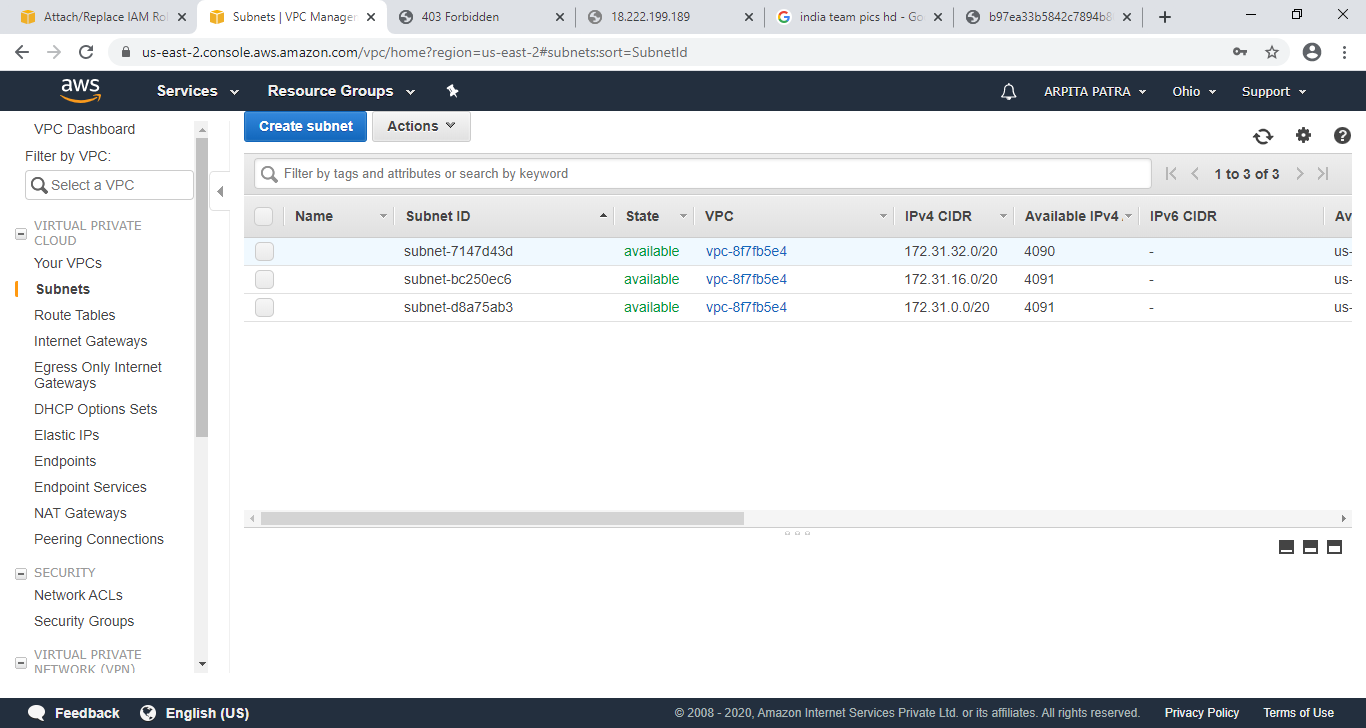 Attach/Replace IAM Ro
Subnets | VPC Manager
403 Forbidden
18.222.199.189
india team pics hd - Go
b97ea33b5842c7894b8
us-east-2.console.aws.amazon.com/vpc/home?region=us-east-2#subnets:sort=SubnetId
aws
Services
Resource Groups
ARPITA PATRA
Ohio
Support
VPC Dashboard
Filter by VPC:
Select a VPC
VIRTUAL PRIVATE
CLOUD
Your VPCs
Subnets
Route Tables
Internet Gateways
Egress Only Internet
Gateways
DHCP Options Sets
Elastic IPs
Endpoints
Endpoint Services
NAT Gateways
Peering Connections
SECURITY
Network ACLs
Security Groups
VIRTUAL PRIVATE
NETWORK (VPN)
Create subnet
Actions
Filter by tags and attributes or search by keyword
1 to 3 of 3
Name Subnet ID State VPC IPv4 CIDR Available IPv4 IPv6 CIDR Av
subnet-7147d43d available vpc-8f7fb5e4 172.31.32.0/20 4090 - us-
subnet-bc250ec6 available vpc-8f7fb5e4 172.31.16.0/20 4091 - us-
subnet-d8a75ab3 available vpc-8f7fb5e4 172.31.0.0/20 4091 - us-
Feedback
English (US)
© 2008 - 2020, Amazon Internet Services Private Ltd. or its affiliates. All rights reserved.
Privacy Policy
Terms of Use